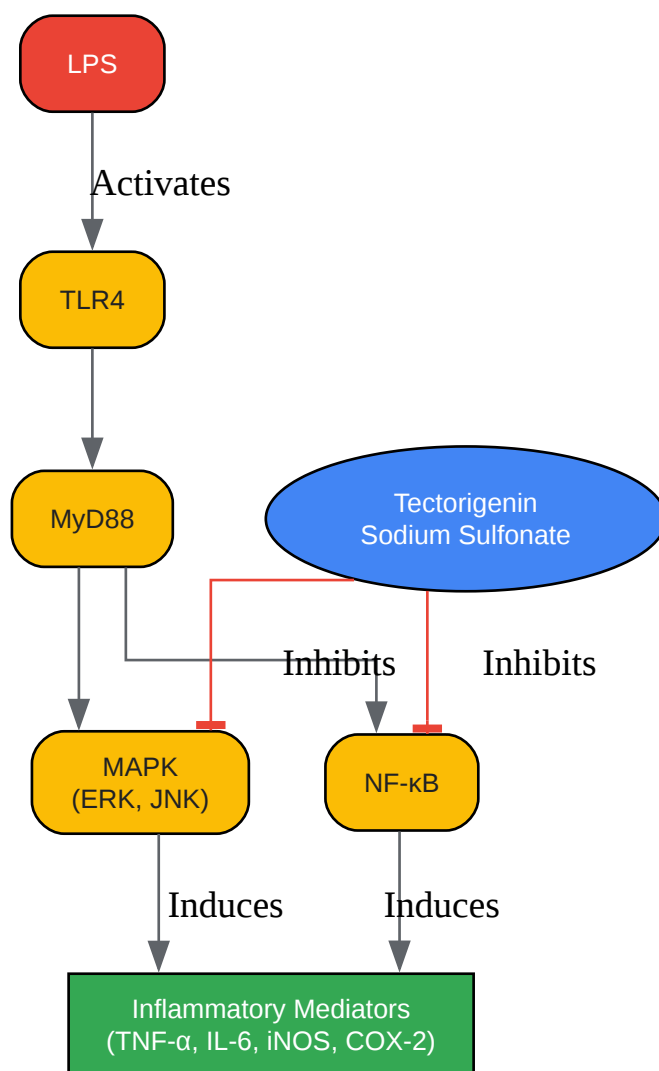 LPS
Activates
TLR4
MyD88
Tectorigenin
Sodium Sulfonate
Inhibits
Inhibits
MAPK
(ERK, JNK)
NF-κB
Induces
Induces
Inflammatory Mediators
(TNF-α, IL-6, iNOS, COX-2)